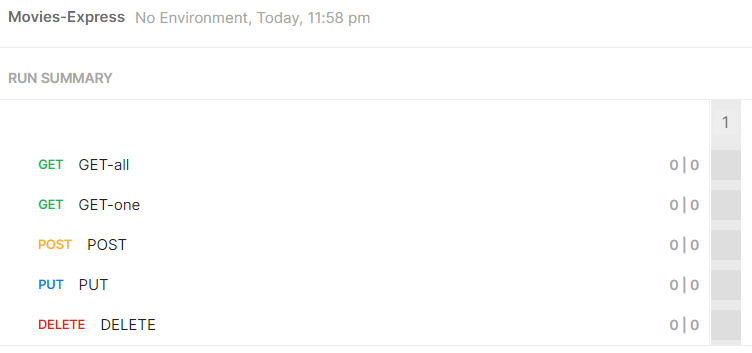 Movies-Express No Environment, Today, 11:58 pm
RUN SUMMARY
1
GET GET-all 0 | 0
GET GET-one 0 | 0
POST POST 0 | 0
PUT PUT 0 | 0
DELETE DELETE 0 | 0